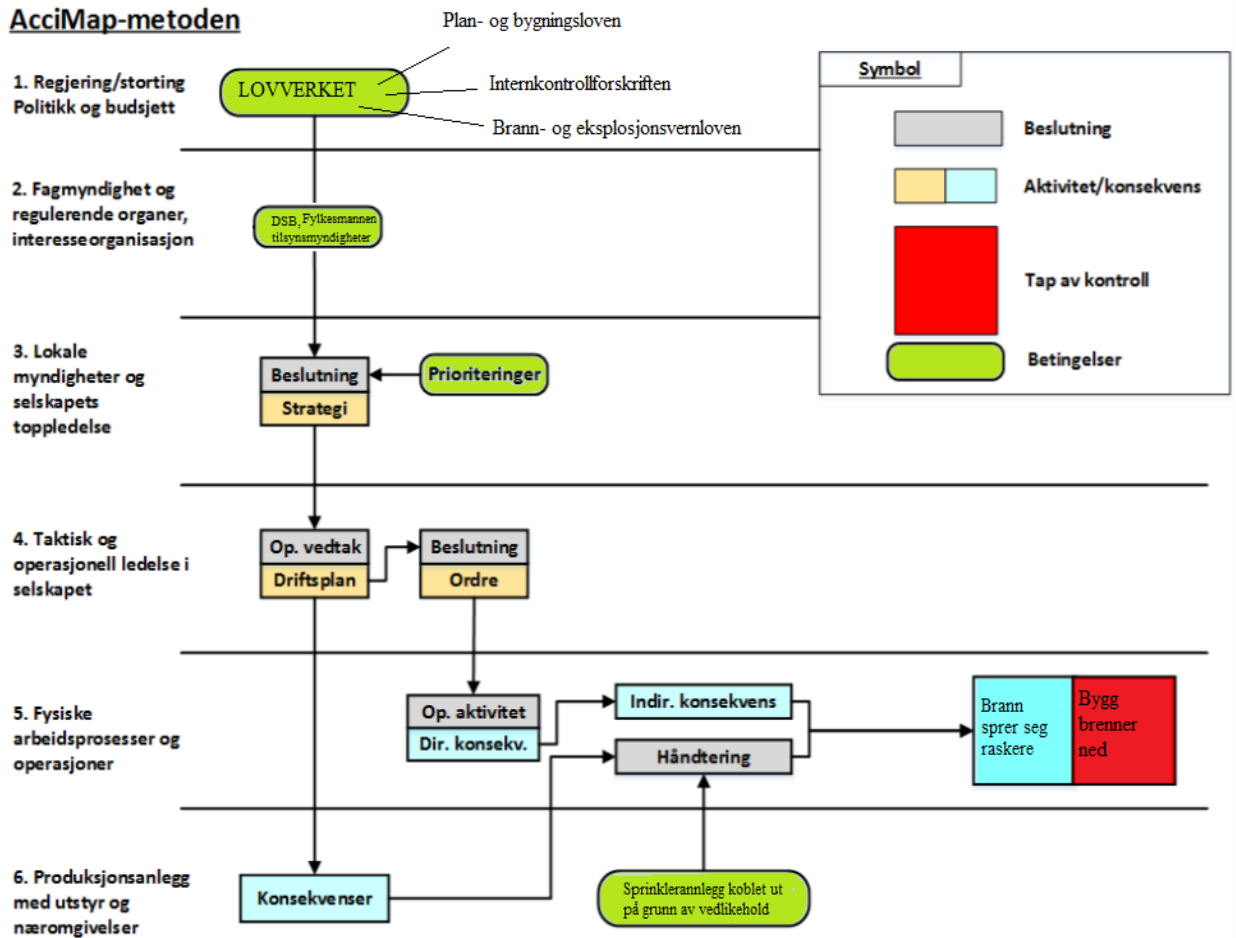 AcciMap-metoden
Plan- og bygningsloven
Internkontrollforskriften
Brann- og eksplosjonsvernloven
1. Regjering/storting
Politikk og budsjett
LOVVERKET
Symbol
Beslutning
Aktivitet/konsekvens
Tap av kontroll
Betingelser
2. Fagmyndighet og
regulerende organer,
interesseorganisasjon
DSB, Fylkesmannen
tilsynsmyndigheter
3. Lokale
myndigheter og
selskapets
toppledelse
Beslutning
Strategi
Prioriteringer
4. Taktisk og
operasjonell ledelse i
selskapet
Op. vedtak
Driftsplan
Beslutning
Ordre
5. Fysiske
arbeidsprosesser og
operasjoner
Op. aktivitet
Dir. konsekv.
Indir. konsekvens
Håndtering
Brann
sprer seg
raskere
Bygg
brenner
ned
6. Produksjonsanlegg
med utstyr og
næromgivelser
Konsekvenser
Sprinkleranlegg koblet ut
på grunn av vedlikehold